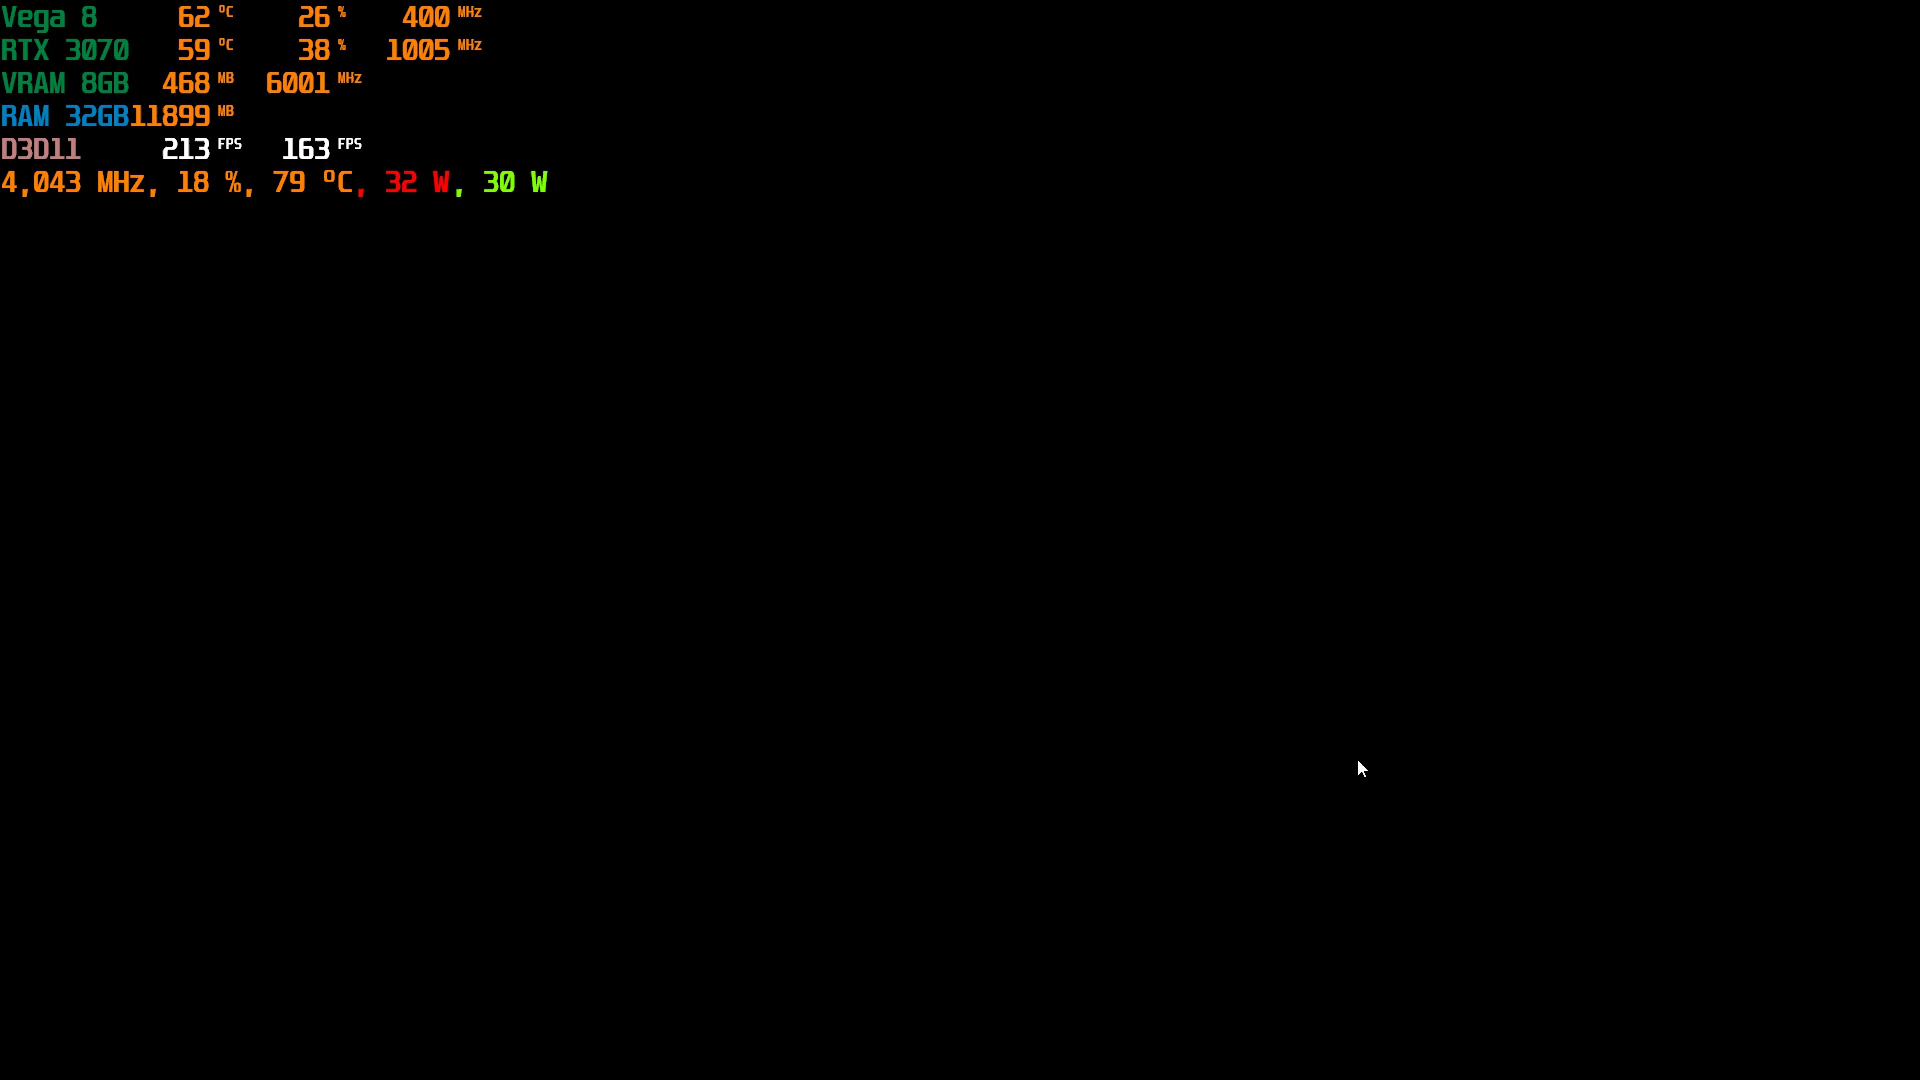 Vega 8 62 °C 26 % 400 MHz
RTX 3070 59 °C 38 % 1005 MHz
VRAM 8GB 468 MB 6001 MHz
RAM 32GB11899 MB
D3D11 213 FPS 163 FPS
4,043 MHz, 18 %, 79 °C, 32 W, 30 W